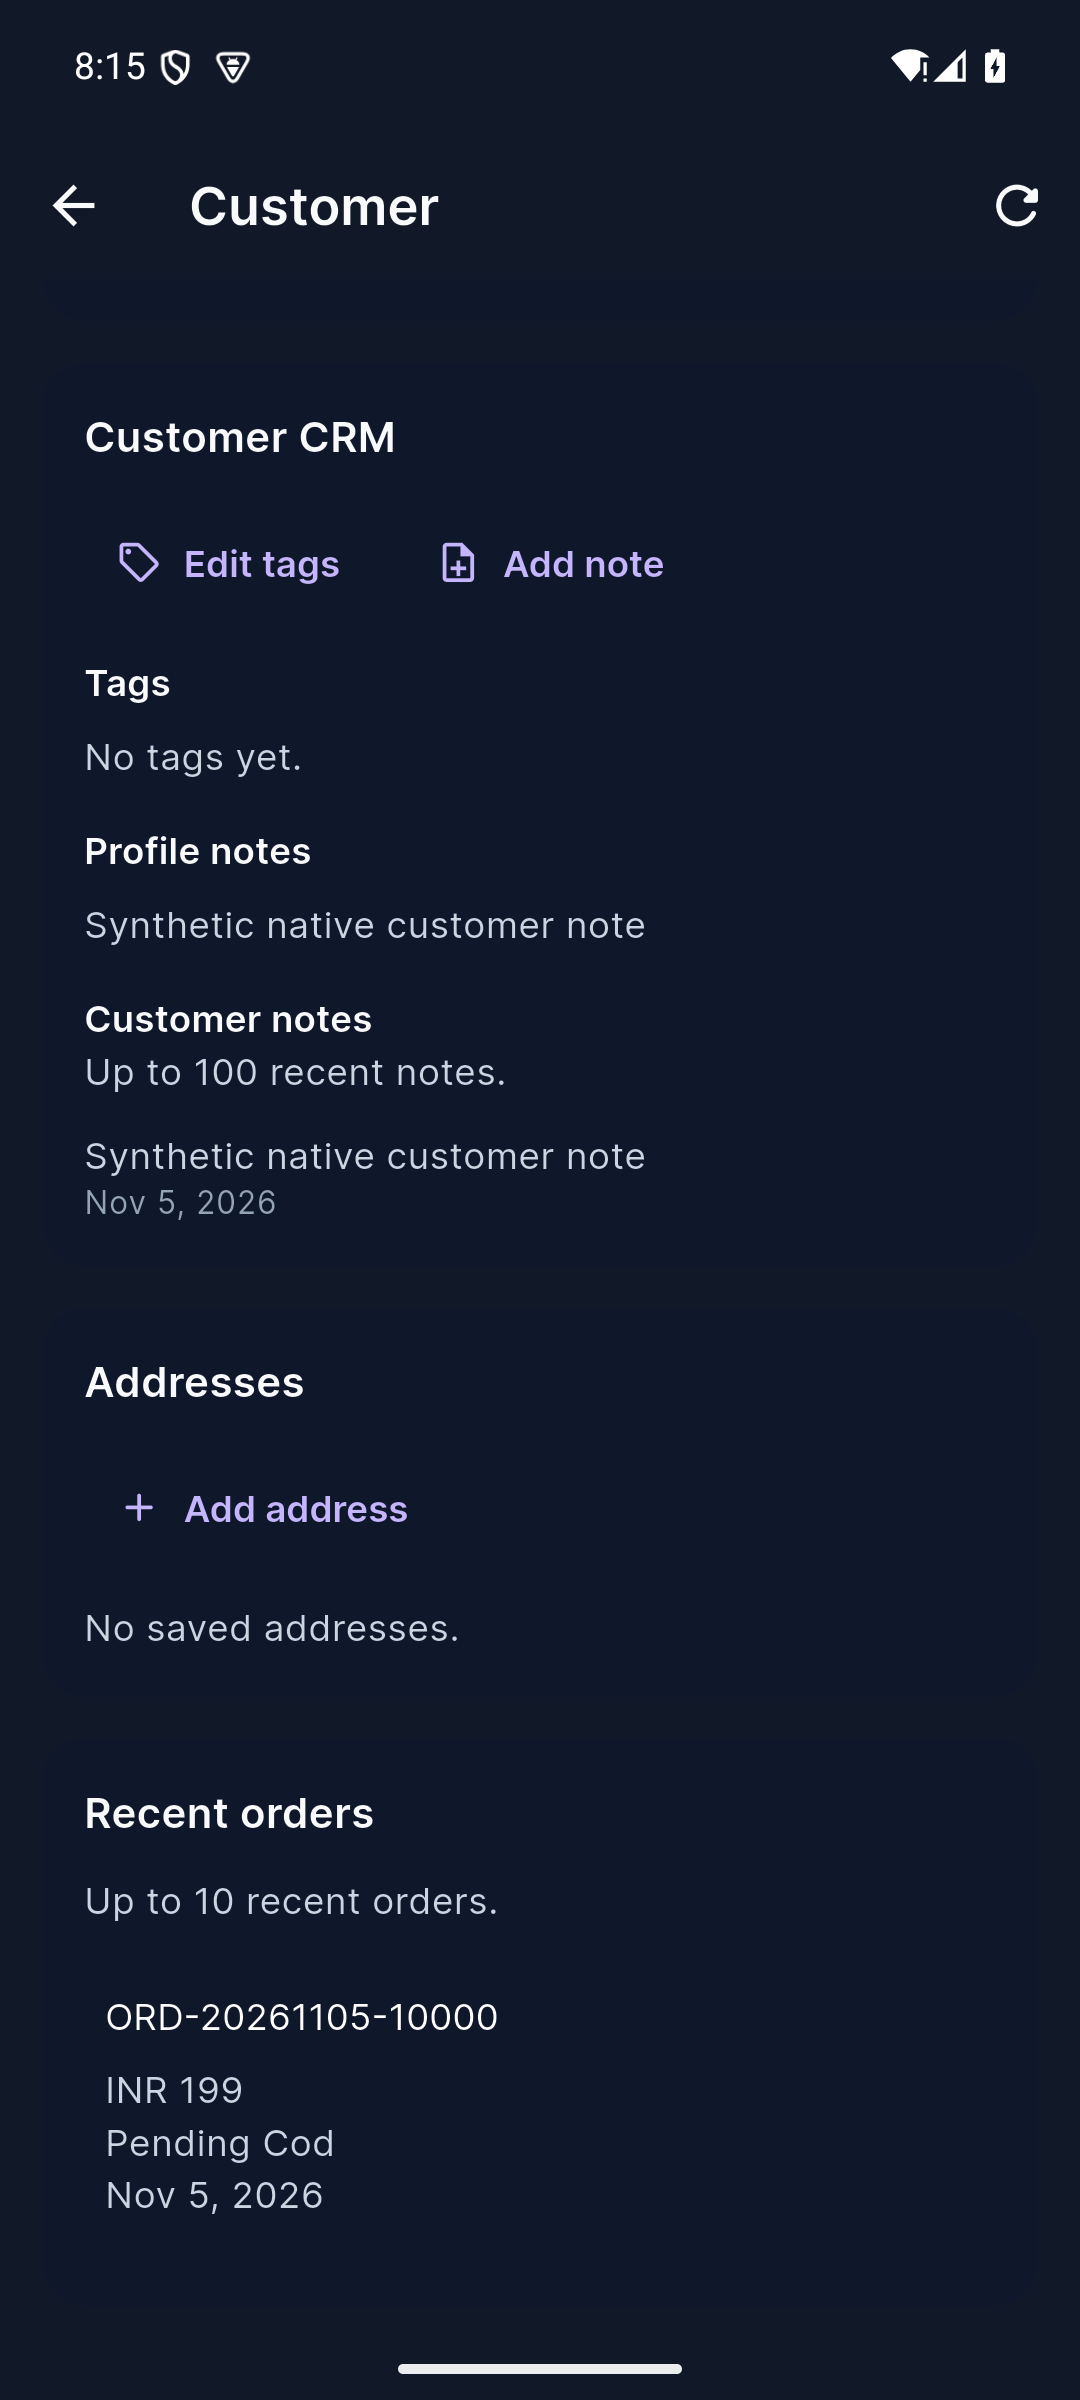 8:15
Customer
Customer CRM
Edit tags
Add note
Tags
No tags yet.
Profile notes
Synthetic native customer note
Customer notes
Up to 100 recent notes.
Synthetic native customer note
Nov 5, 2026
Addresses
Add address
No saved addresses.
Recent orders
Up to 10 recent orders.
ORD-20261105-10000
INR 199
Pending Cod
Nov 5, 2026